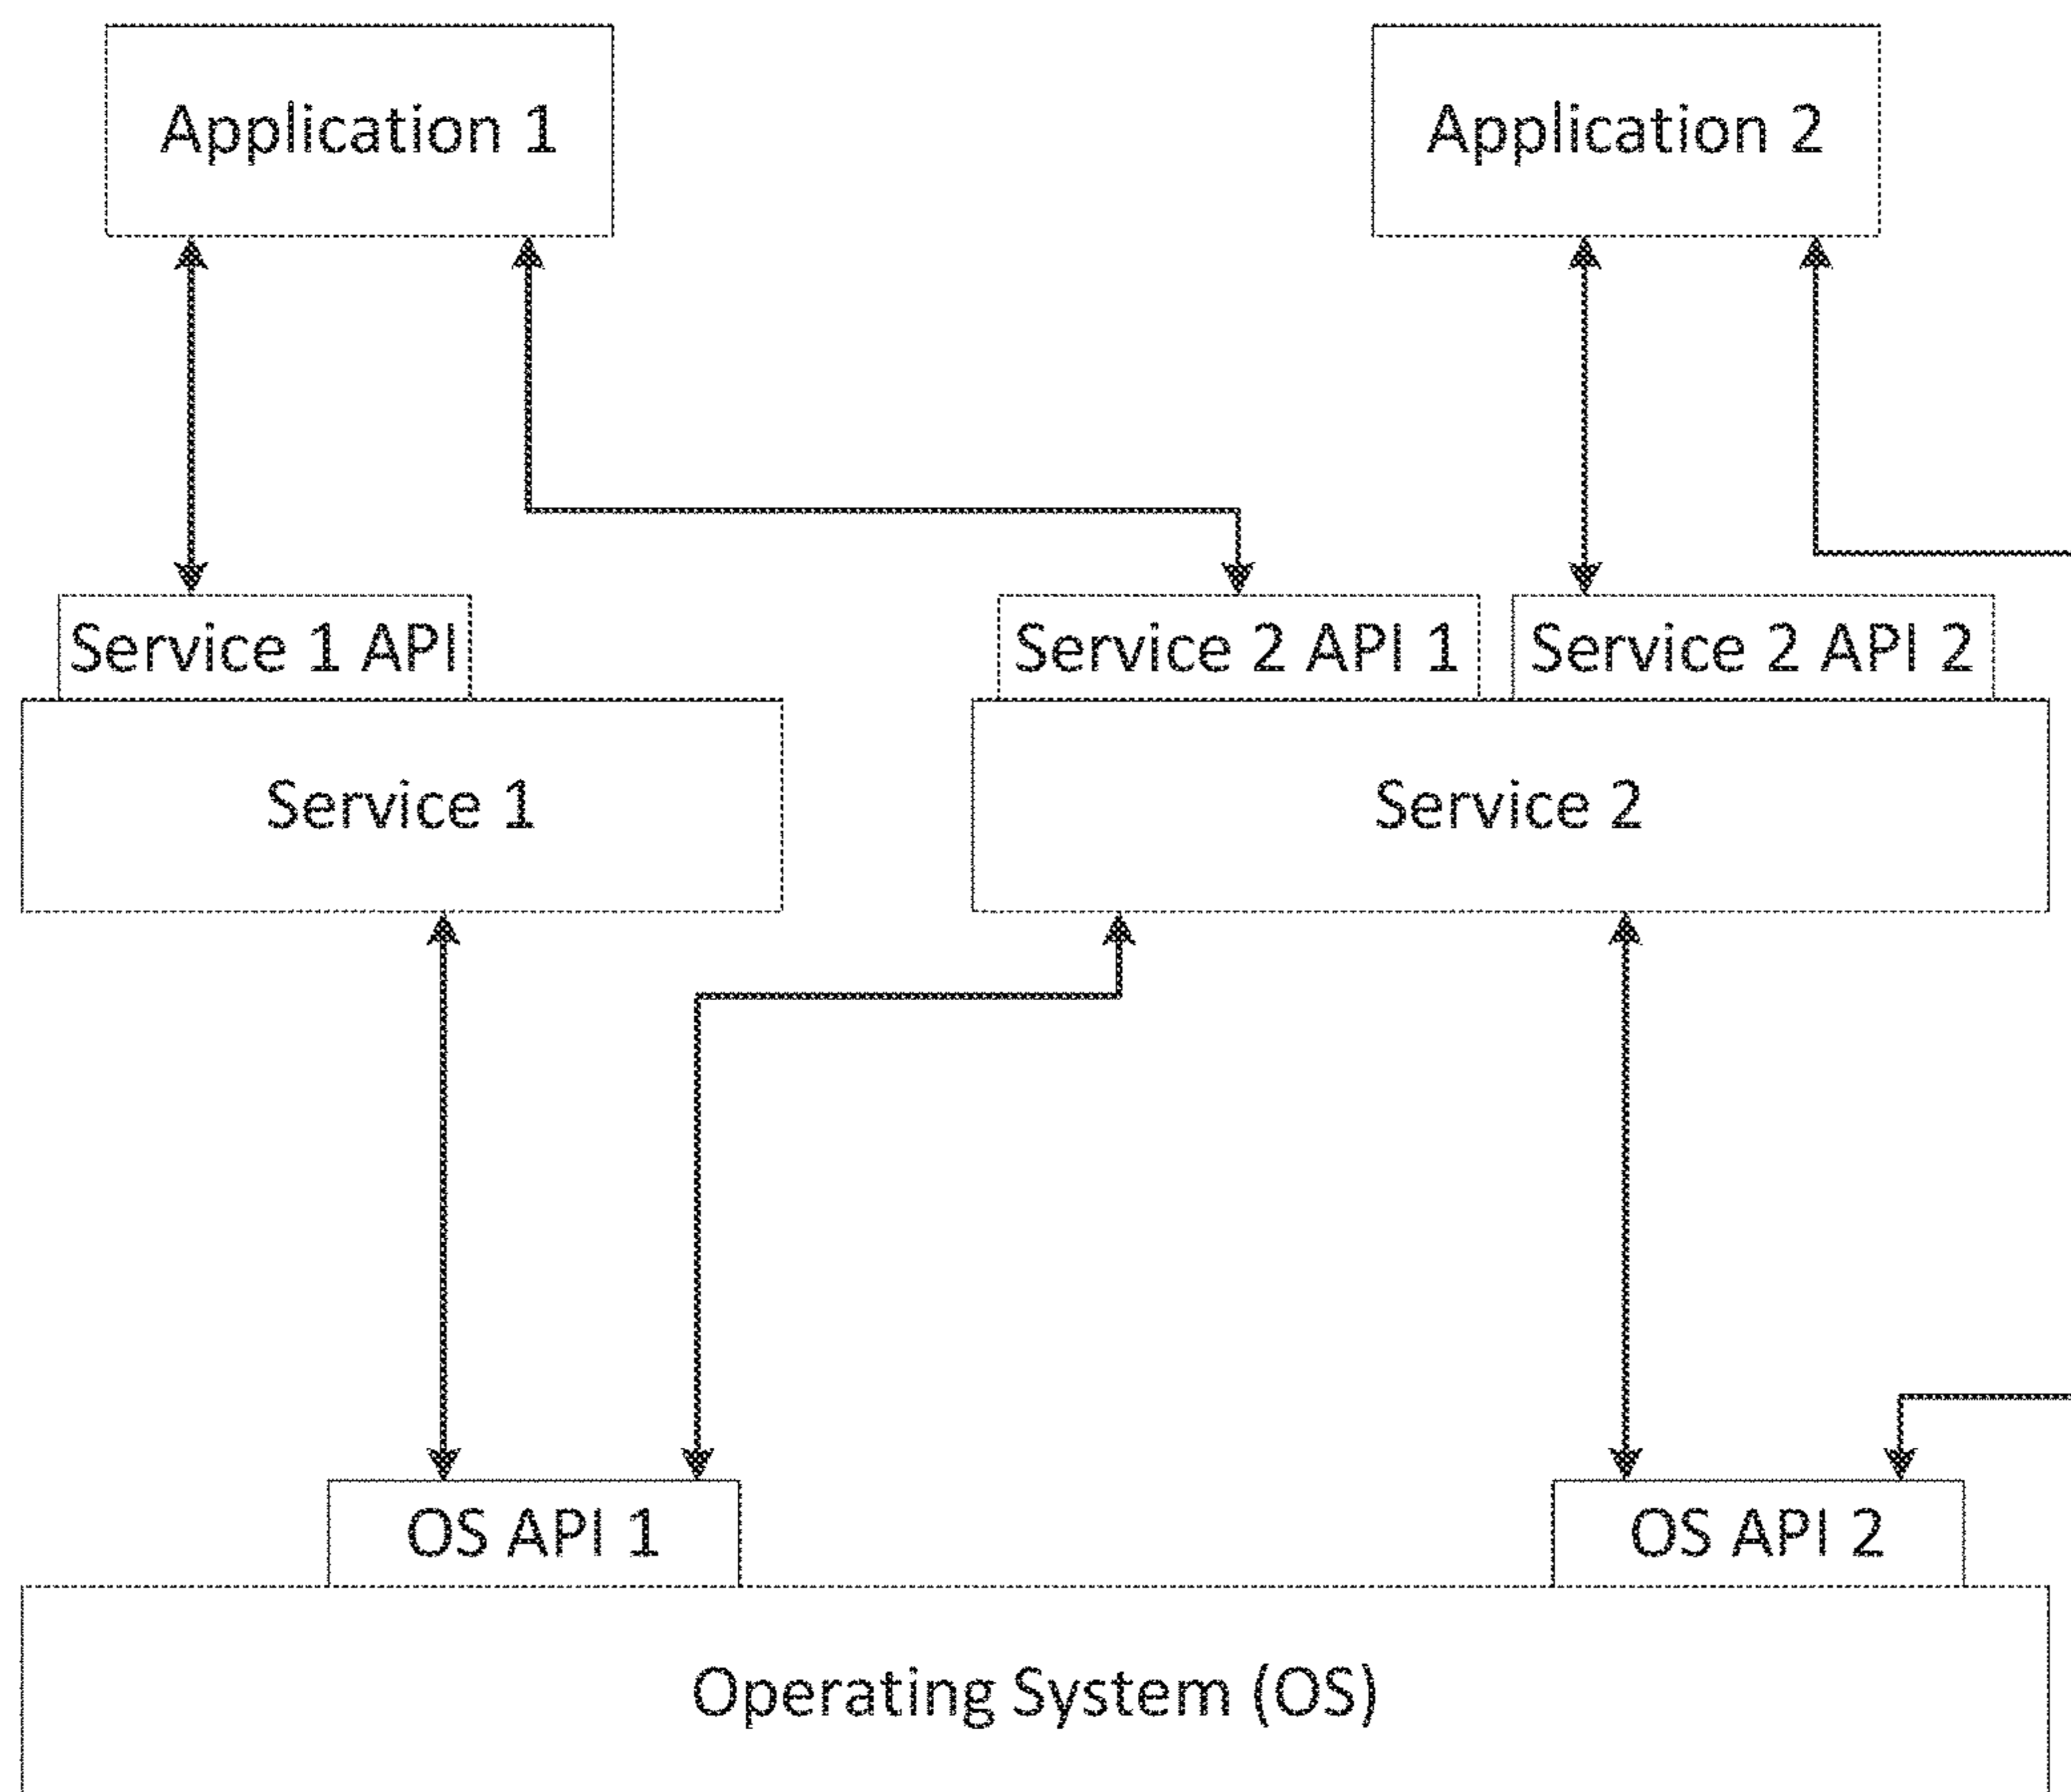 Application 1
Application 2
Service 1 API
Service 2 API 1
Service 2 API 2
Service 1
Service 2
OS API 1
OS API 2
Operating System (OS)